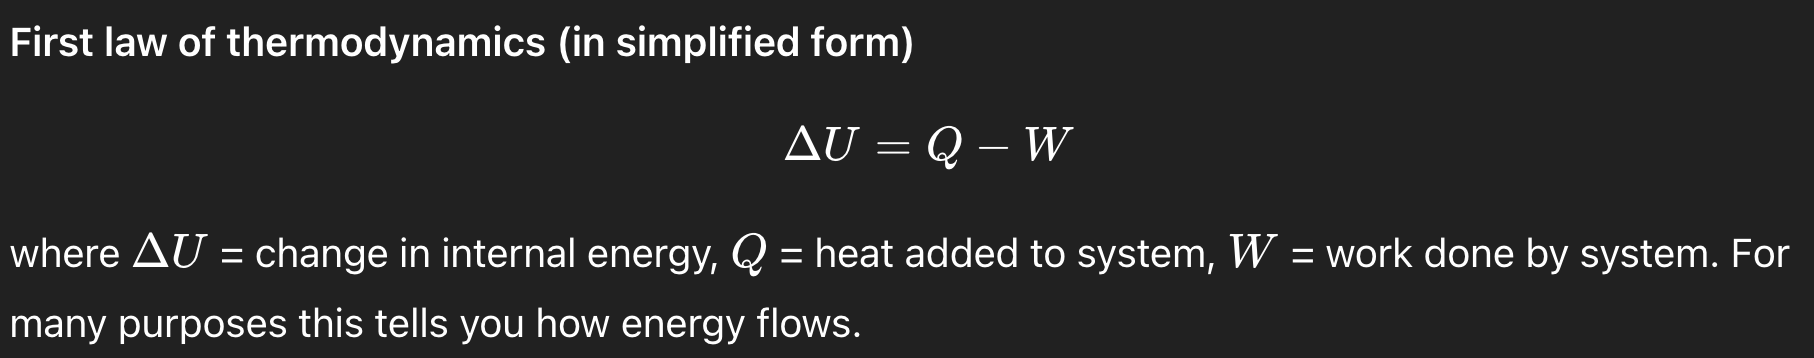 First law of thermodynamics (in simplified form)
ΔU = Q − W
where ΔU = change in internal energy, Q = heat added to system, W = work done by system. For
many purposes this tells you how energy flows.